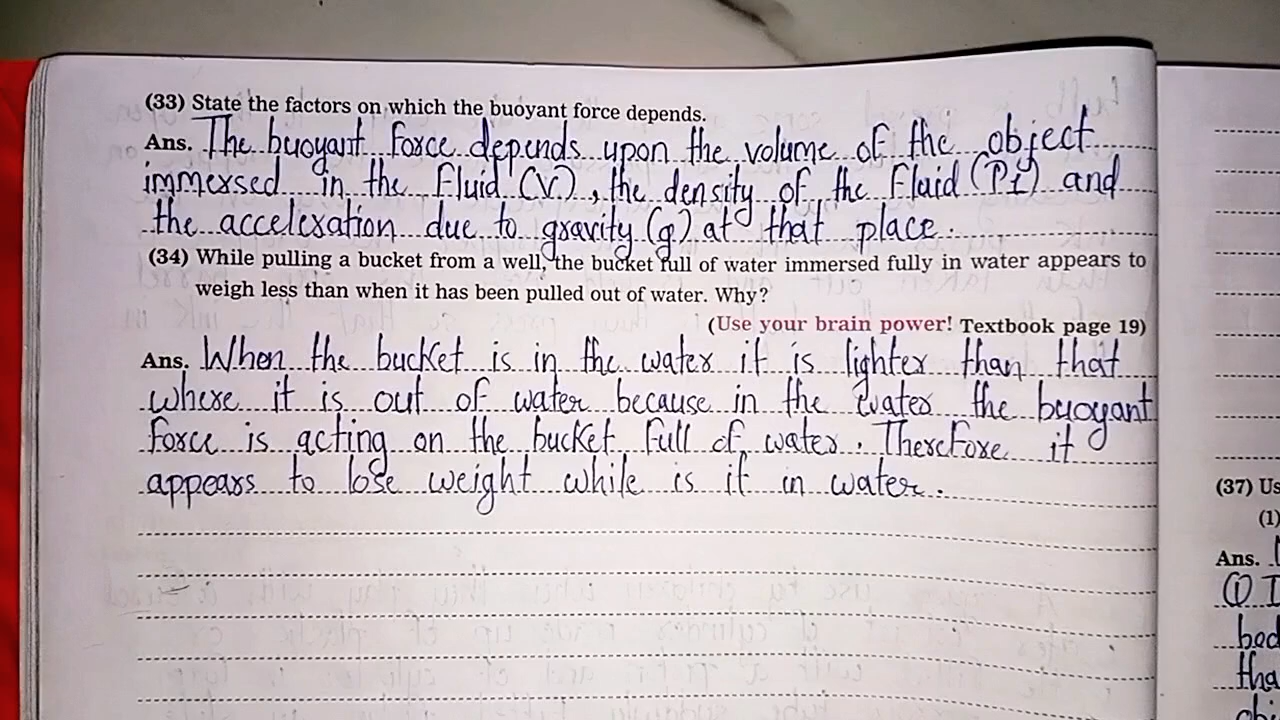 (33) State the factors on which the buoyant force depends.
Ans. The buoyant force depends upon the volume of the object
immersed in the fluid (V), the density of the fluid (Pf) and
the acceleration due to gravity (g) at that place.
(34) While pulling a bucket from a well, the bucket full of water immersed fully in water appears to
weigh less than when it has been pulled out of water. Why?
(Use your brain power! Textbook page 19)
Ans. When the bucket is in the water it is lighter than that
where it is out of water because in the water the buoyant
force is acting on the bucket full of water. Therefore it
appears to lose weight while is it in water.
(37) Us
(1)
Ans.
① I
bec
tha